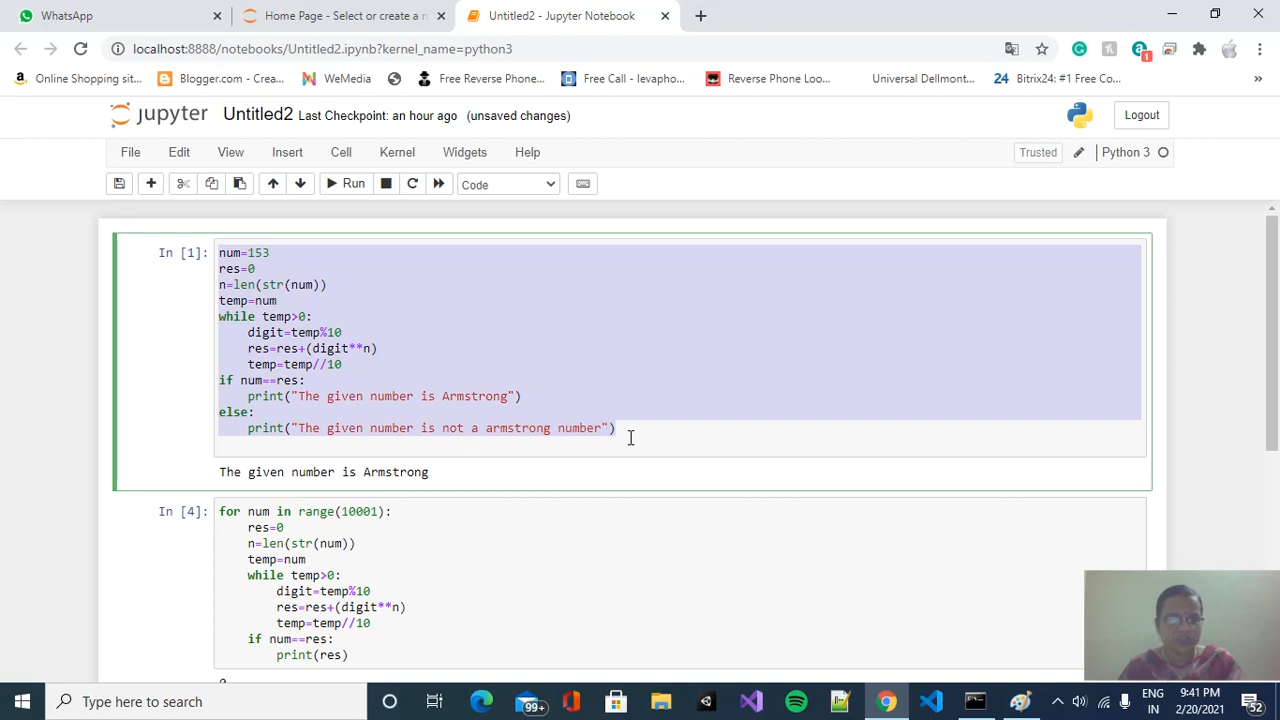 WhatsApp
Home Page - Select or create a n
Untitled2 - Jupyter Notebook
localhost:8888/notebooks/Untitled2.ipynb?kernel_name=python3
Online Shopping sit...
Blogger.com - Crea...
WeMedia
Free Reverse Phone...
Free Call - levapho...
Reverse Phone Loo...
Universal Dellmont...
24 Bitrix24: #1 Free Co...
»
1
jupyter Untitled2 Last Checkpoint: an hour ago (unsaved changes)
Logout
File Edit View Insert Cell Kernel Widgets Help
Trusted
Python 3
Run
Code
In [1]:
num=153
res=0
n=len(str(num))
temp=num
while temp>0:
    digit=temp%10
    res=res+(digit**n)
    temp=temp//10
if num==res:
    print("The given number is Armstrong")
else:
    print("The given number is not a armstrong number")
The given number is Armstrong
In [4]:
for num in range(10001):
    res=0
    n=len(str(num))
    temp=num
    while temp>0:
        digit=temp%10
        res=res+(digit**n)
        temp=temp//10
    if num==res:
        print(res)
Type here to search
99+
ENG
IN
9:41 PM
2/20/2021
52